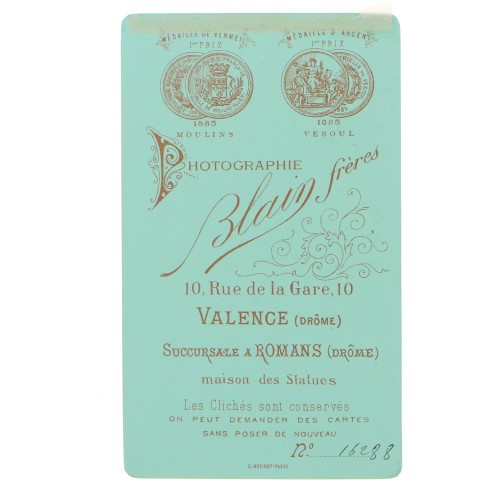 MÉDAILLE DE VERMEIL MÉDAILLE D'ARGENT
1er PRIX 1er PRIX
1885 1885
MOULINS VESOUL
PHOTOGRAPHIE
Blain frères
10, Rue de la Gare, 10
VALENCE (DRÔME)
SUCCURSALE A ROMANS (DRÔME)
maison des Statues
Les Clichés sont conservés
ON PEUT DEMANDER DES CARTES
SANS POSER DE NOUVEAU
No. 16288